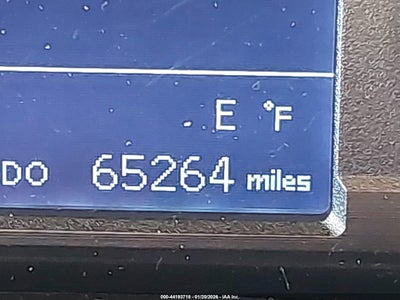 E °F
DO 65264 miles
000-44193718 - 01/20/2026 - IAA Inc.